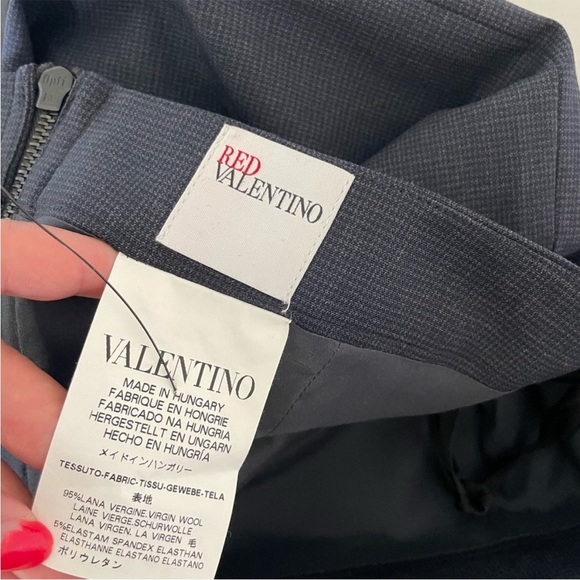 Opti
RED
VALENTINO
VALENTINO
MADE IN HUNGARY
FABRIQUE EN HONGRIE
FABRICADO NA HUNGRIA
HERGESTELLT EN UNGARN
HECHO EN HUNGRÍA
メイドインハンガリー
TESSUTO-FABRIC-TISSU-GEWEBE-TELA
表地
95%LANA VERGINE.VIRGIN WOOL
LAINE VIERGE.SCHURWOLLE
LANA VIRGEN, LA VIRGEN 毛
5%ELASTAM SPANDEX ELASTHAN
ELASTHANNE ELASTANO ELASTANO
ポリウレタン